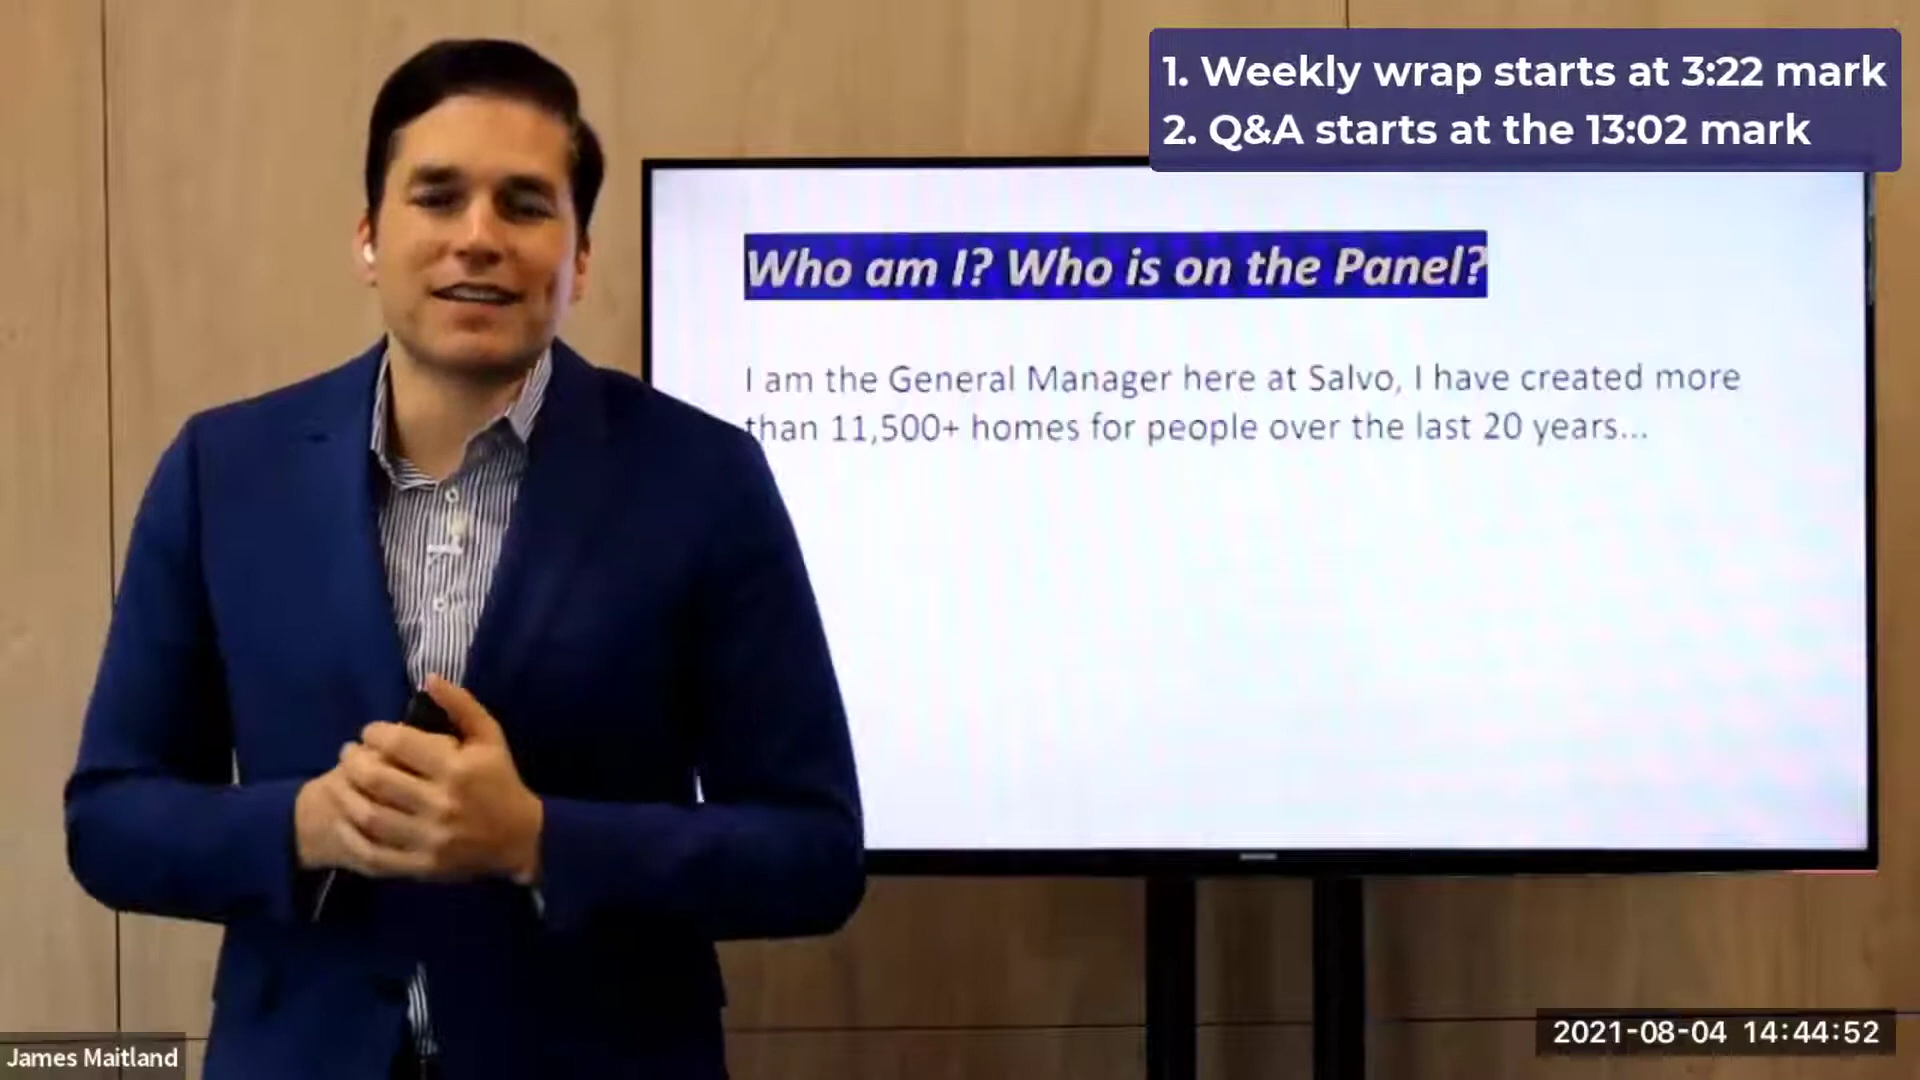 1. Weekly wrap starts at 3:22 mark
2. Q&A starts at the 13:02 mark
Who am I? Who is on the Panel?
I am the General Manager here at Salvo, I have created more
than 11,500+ homes for people over the last 20 years...
James Maitland
2021-08-04 14:44:52